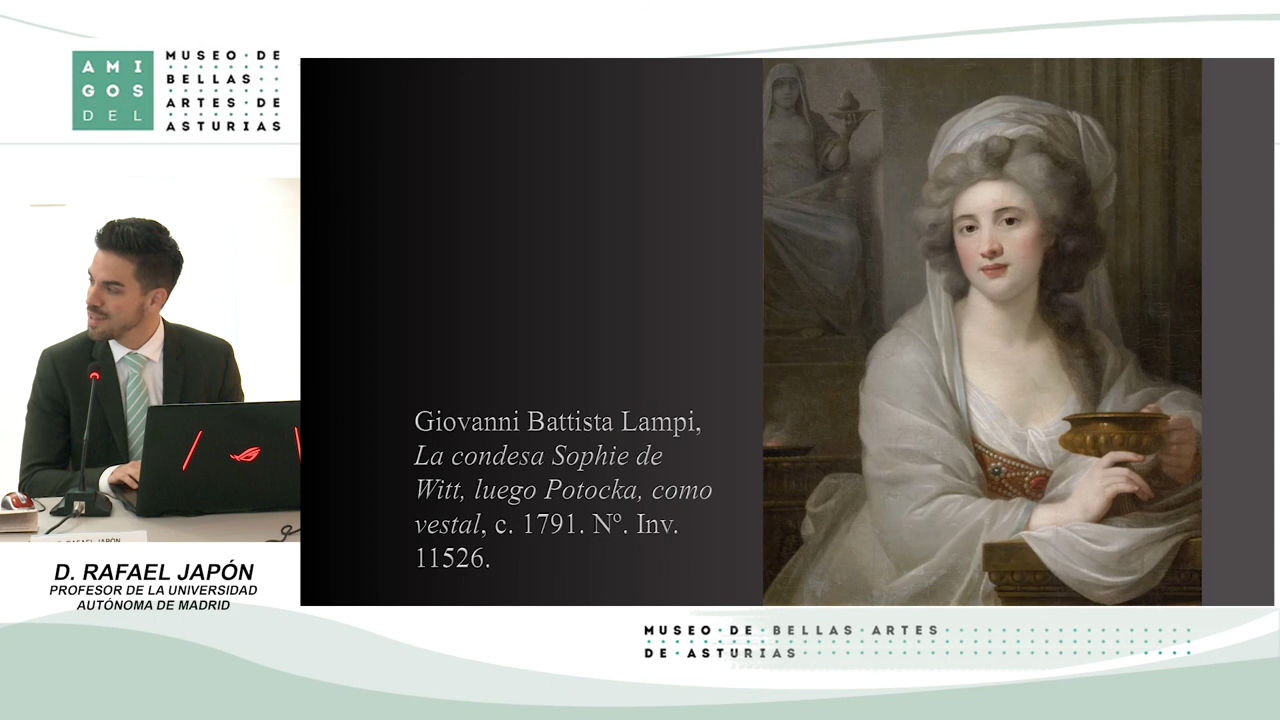 AMI
GOS
DEL
MUSEO·DE
BELLAS
ARTES·DE
ASTURIAS
Giovanni Battista Lampi,
La condesa Sophie de
Witt, luego Potocka, como
vestal, c. 1791. Nº. Inv.
11526.
RAFAEL JAPÓN
D. RAFAEL JAPÓN
PROFESOR DE LA UNIVERSIDAD
AUTÓNOMA DE MADRID
MUSEO·DE·BELLAS·ARTES
DE·ASTURIAS